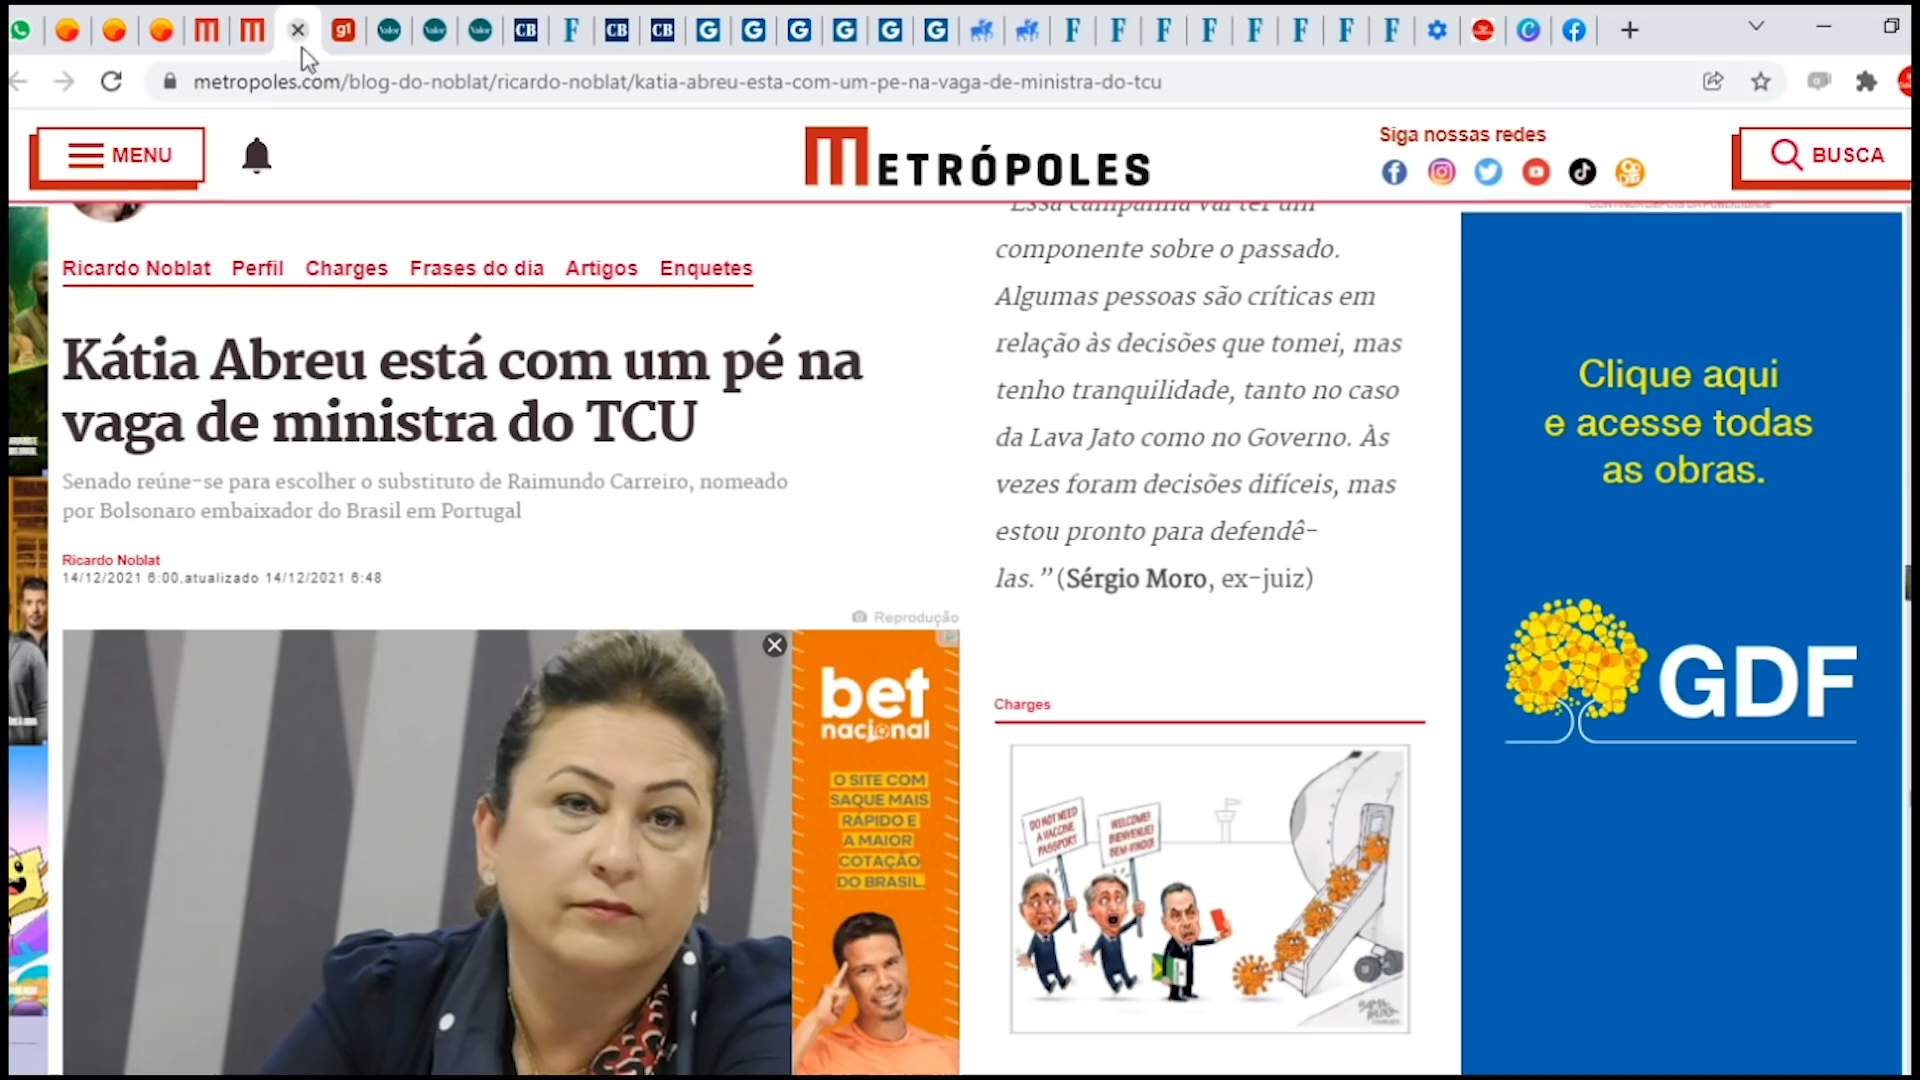 metropoles.com/blog-do-noblat/ricardo-noblat/katia-abreu-esta-com-um-pe-na-vaga-de-ministra-do-tcu
MENU
METRÓPOLES
Siga nossas redes
BUSCA
Ricardo Noblat Perfil Charges Frases do dia Artigos Enquetes
Kátia Abreu está com um pé na
vaga de ministra do TCU
Senado reúne-se para escolher o substituto de Raimundo Carreiro, nomeado
por Bolsonaro embaixador do Brasil em Portugal
Ricardo Noblat
14/12/2021 6:00,atualizado 14/12/2021 6:48
Reprodução
bet
nacional
O SITE COM
SAQUE MAIS
RÁPIDO E
A MAIOR
COTAÇÃO
DO BRASIL.
"Essa campanha vai ter um
componente sobre o passado.
Algumas pessoas são críticas em
relação às decisões que tomei, mas
tenho tranquilidade, tanto no caso
da Lava Jato como no Governo. Às
vezes foram decisões difíceis, mas
estou pronto para defendê-
las." (Sérgio Moro, ex-juiz)
Charges
DO NOT NEED
A VACCINE
PASSPORT
WELCOME!
BIENVENUE!
BEM-VINDO!
CONTINUA DEPOIS DA PUBLICIDADE
Clique aqui
e acesse todas
as obras.
GDF